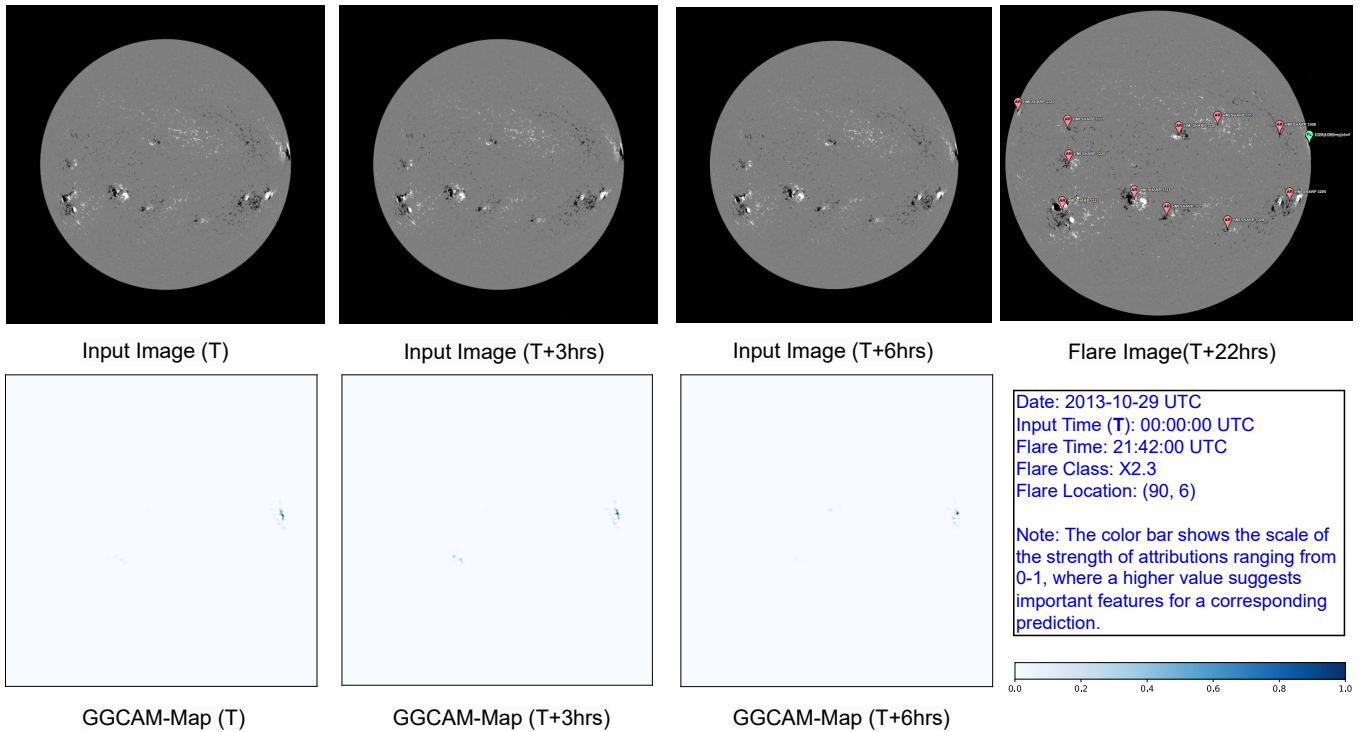 Input Image (T)
Input Image (T+3hrs)
Input Image (T+6hrs)
Flare Image(T+22hrs)
Date: 2013-10-29 UTC
Input Time (T): 00:00:00 UTC
Flare Time: 21:42:00 UTC
Flare Class: X2.3
Flare Location: (90, 6)
Note: The color bar shows the scale of
the strength of attributions ranging from
0-1, where a higher value suggests
important features for a corresponding
prediction.
0.0 0.2 0.4 0.6 0.8 1.0
GGCAM-Map (T)
GGCAM-Map (T+3hrs)
GGCAM-Map (T+6hrs)